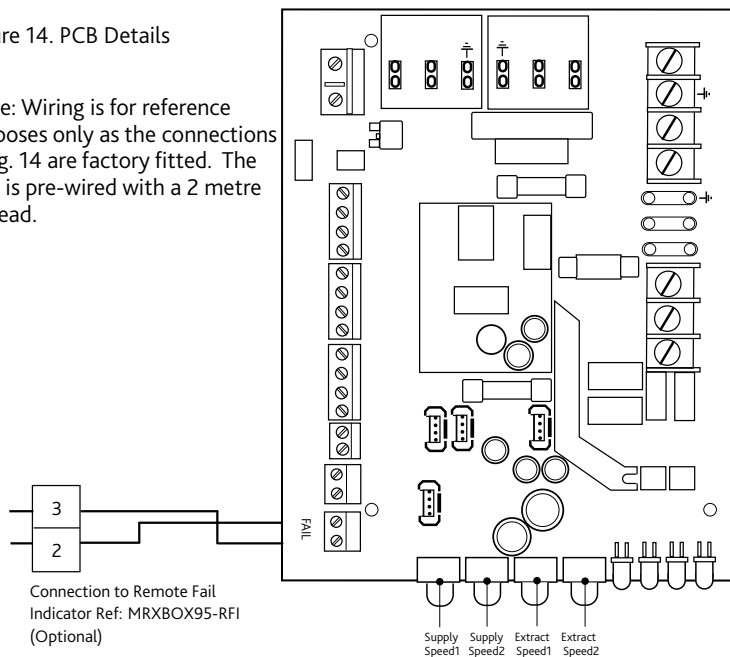 ure 14. PCB Details
e: Wiring is for reference
poses only as the connections
g. 14 are factory fitted. The
is pre-wired with a 2 metre
ead.
FAIL
3
2
Connection to Remote Fail
Indicator Ref: MRXBOX95-RFI
(Optional)
Supply Speed1
Supply Speed2
Extract Speed1
Extract Speed2